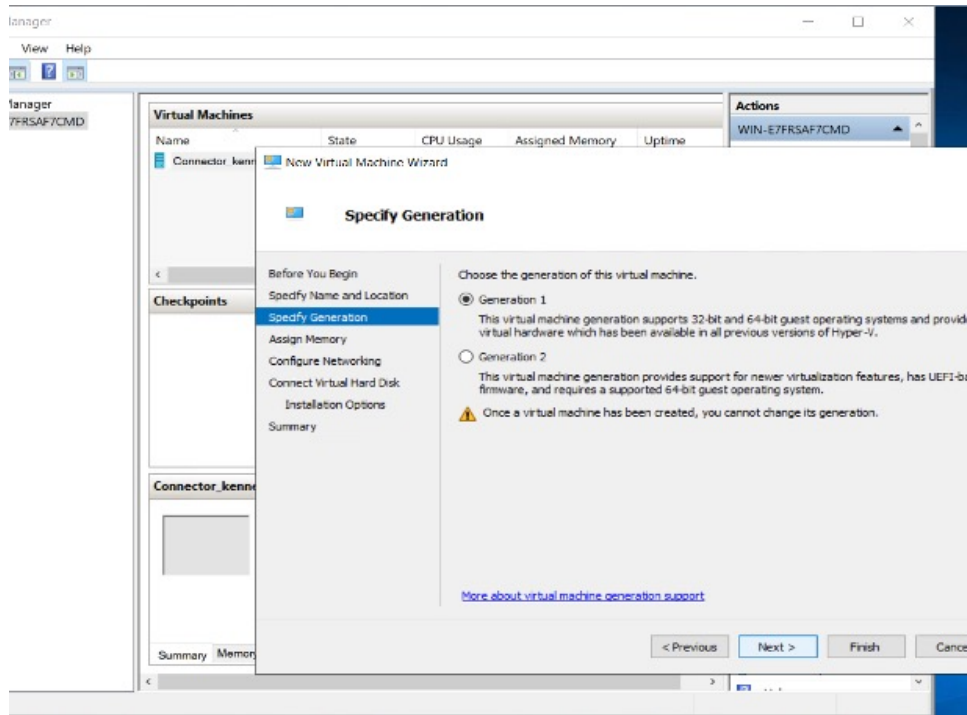 Manager
View Help
Manager
7FRSAF7CMD
Virtual Machines
Name State CPU Usage Assigned Memory Uptime
Connector_kenn
Checkpoints
Connector_kenne
Summary Memory
Actions
WIN-E7FRSAF7CMD
New Virtual Machine Wizard
Specify Generation
Before You Begin
Specify Name and Location
Specify Generation
Assign Memory
Configure Networking
Connect Virtual Hard Disk
Installation Options
Summary
Choose the generation of this virtual machine.
Generation 1
This virtual machine generation supports 32-bit and 64-bit guest operating systems and provide
virtual hardware which has been available in all previous versions of Hyper-V.
Generation 2
This virtual machine generation provides support for newer virtualization features, has UEFI-ba
firmware, and requires a supported 64-bit guest operating system.
Once a virtual machine has been created, you cannot change its generation.
More about virtual machine generation support
< Previous Next > Finish Cance